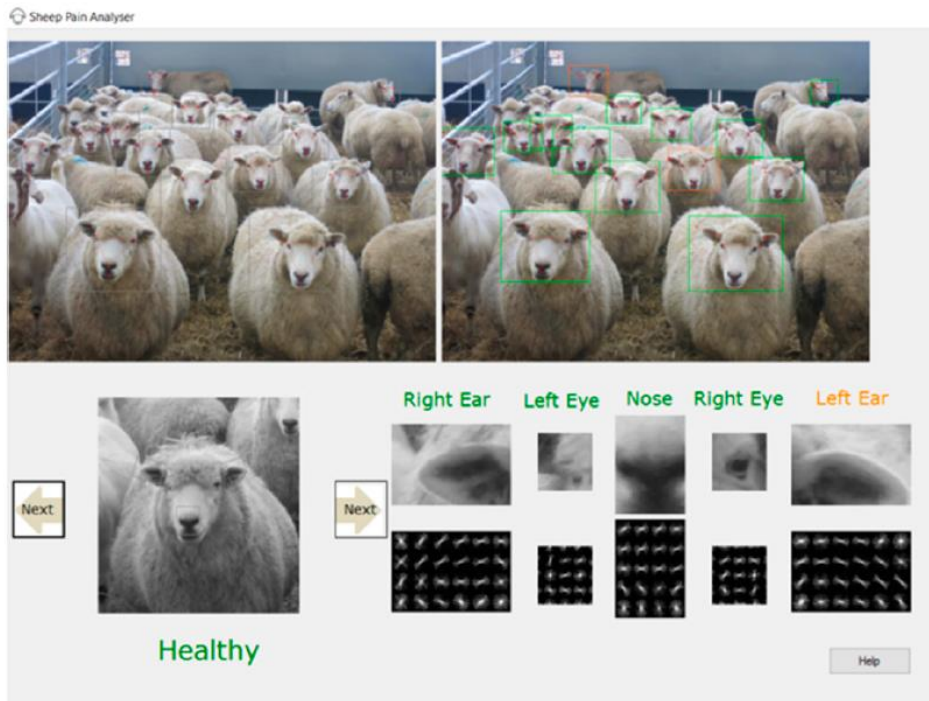 Sheep Pain Analyser
Right Ear Left Eye Nose Right Eye Left Ear
Next
Next
Healthy
Help